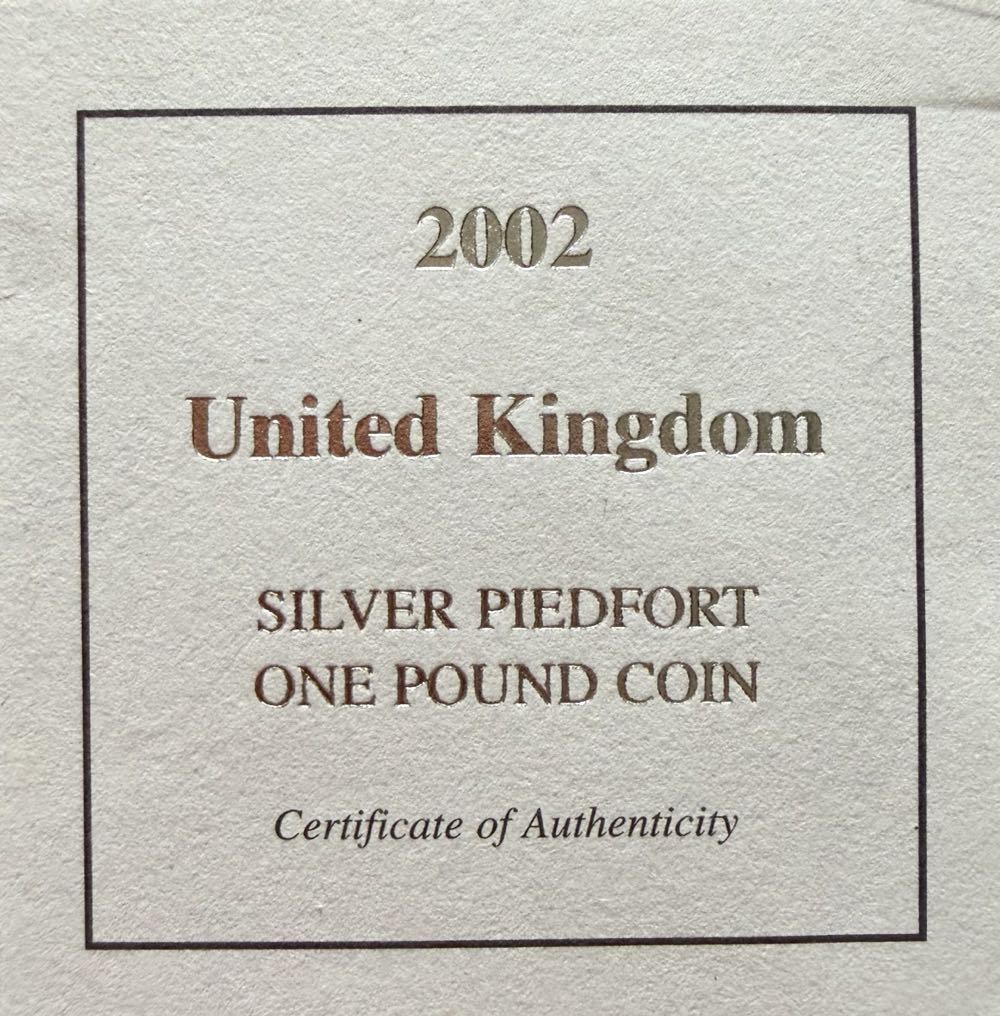 2002
United Kingdom
SILVER PIEDFORT
ONE POUND COIN
Certificate of Authenticity